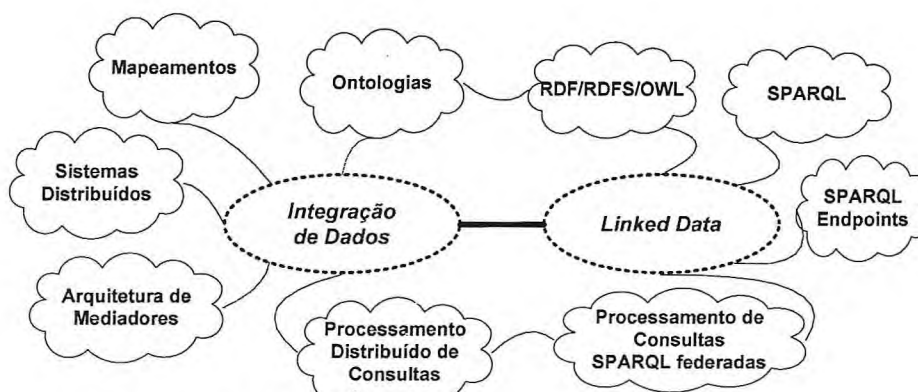 Mapeamentos
Ontologias
RDF/RDFS/OWL
SPARQL
Sistemas
Distribuídos
Integração
de Dados
Linked Data
SPARQL
Endpoints
Arquitetura de
Mediadores
Processamento
Distribuído de
Consultas
Processamento de
Consultas
SPARQL federadas